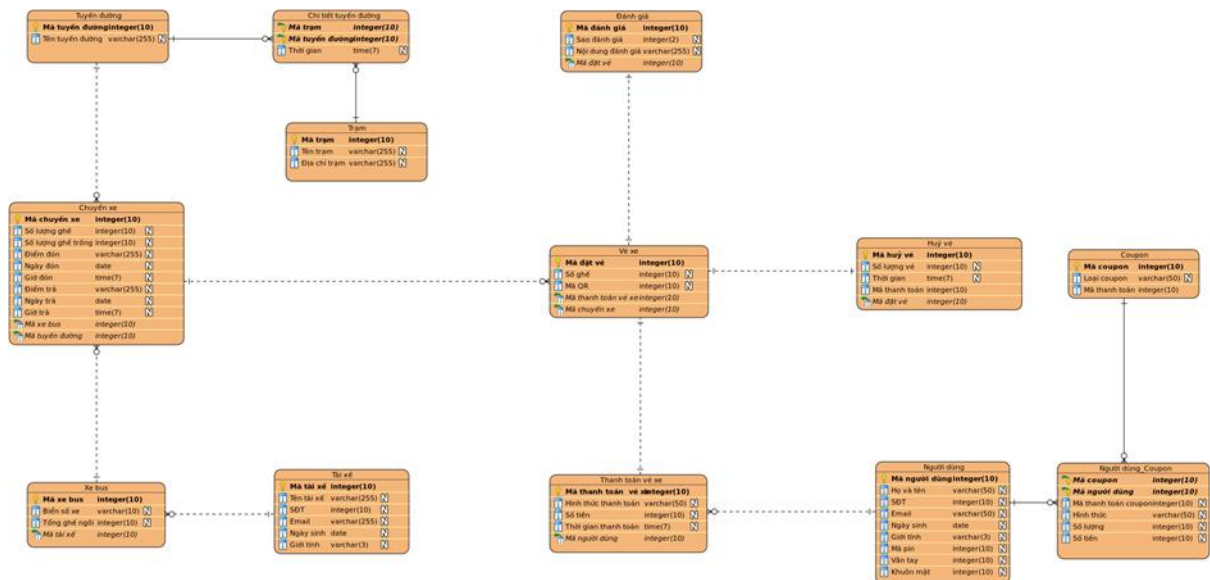 Tuyến đường
Mã tuyến đường integer(10)
Tên tuyến đường varchar(255) N
Chi tiết tuyến đường
Mã trạm integer(10)
Mã tuyến đường integer(10)
Thời gian time(7) N
Đánh giá
Mã đánh giá integer(10)
Sao đánh giá integer(2) N
Nội dung đánh giá varchar(255) N
Mã đặt vé integer(10)
Trạm
Mã trạm integer(10)
Tên trạm varchar(255) N
Địa chỉ trạm varchar(255) N
Chuyến xe
Mã chuyến xe integer(10)
Số lượng ghế integer(10) N
Số lượng ghế trống integer(10) N
Điểm đón varchar(255) N
Ngày đón date N
Giờ đón time(7) N
Điểm trả varchar(255) N
Ngày trả date N
Giờ trả time(7) N
Mã xe bus integer(10)
Mã tuyến đường integer(10)
Vé xe
Mã đặt vé integer(10)
Số ghế integer(10) N
Mã QR integer(10) N
Mã thanh toán vé xe integer(10)
Mã chuyến xe integer(10)
Huỷ vé
Mã huỷ vé integer(10)
Số lượng vé integer(10) N
Thời gian time(7) N
Mã thanh toán integer(10)
Mã đặt vé integer(10)
Coupon
Mã coupon integer(10)
Loại coupon varchar(50) N
Mã thanh toán integer(10)
Xe bus
Mã xe bus integer(10)
Biển số xe varchar(10) N
Tổng ghế ngồi integer(10) N
Mã tài xế integer(10)
Tài xế
Mã tài xế integer(10)
Tên tài xế varchar(255) N
SĐT integer(10) N
Email varchar(255) N
Ngày sinh date N
Giới tính varchar(3) N
Thanh toán vé xe
Mã thanh toán vé xe integer(10)
Hình thức thanh toán varchar(50) N
Số tiền integer(10) N
Thời gian thanh toán time(7) N
Mã người dùng integer(10)
Người dùng
Mã người dùng integer(10)
Họ và tên varchar(50) N
SĐT integer(10) N
Email varchar(50) N
Ngày sinh date N
Giới tính varchar(3) N
Mã pin integer(10) N
Vân tay integer(10) N
Khuôn mặt integer(10) N
Người dùng_Coupon
Mã coupon integer(10)
Mã người dùng integer(10)
Mã thanh toán coupon integer(10) N
Hình thức varchar(50) N
Số lượng integer(10) N
Số tiền integer(10) N